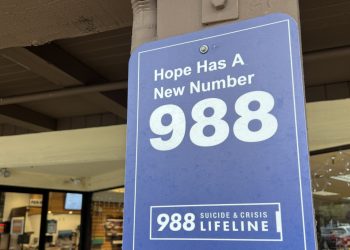 Hope Has A
New Number
988
988 SUICIDE & CRISIS
LIFELINE